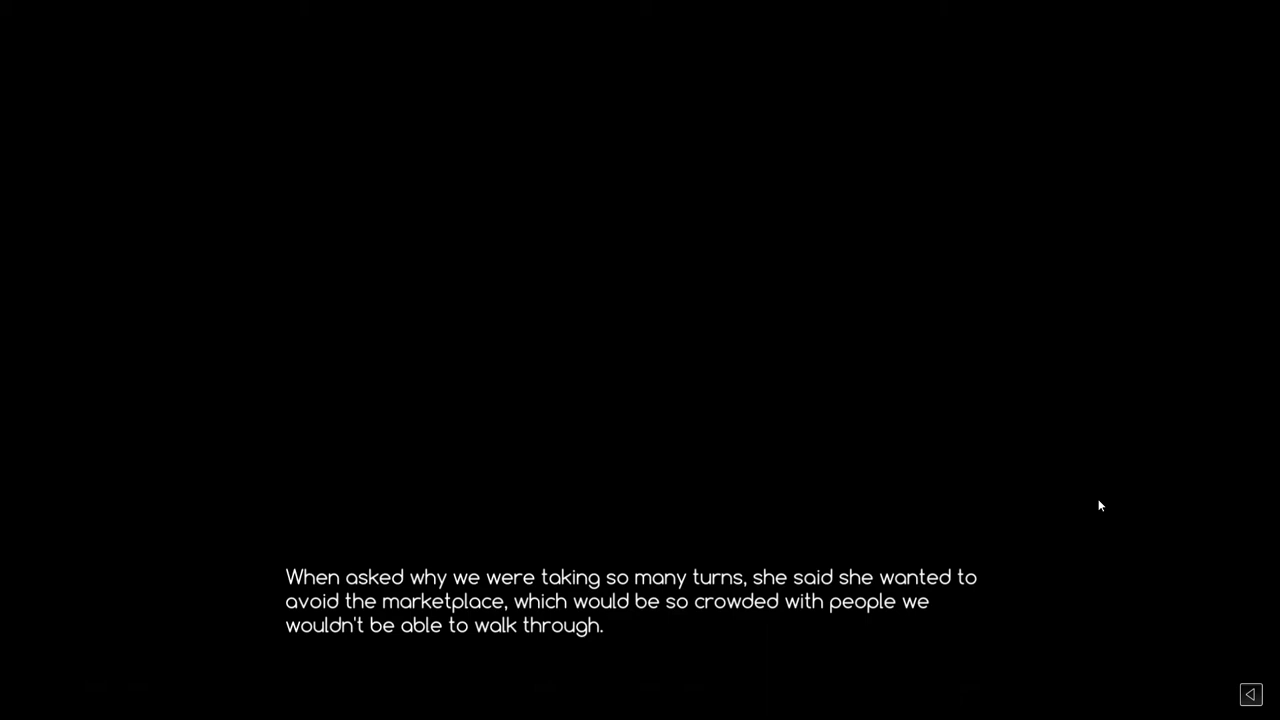 When asked why we were taking so many turns, she said she wanted to
avoid the marketplace, which would be so crowded with people we
wouldn't be able to walk through.